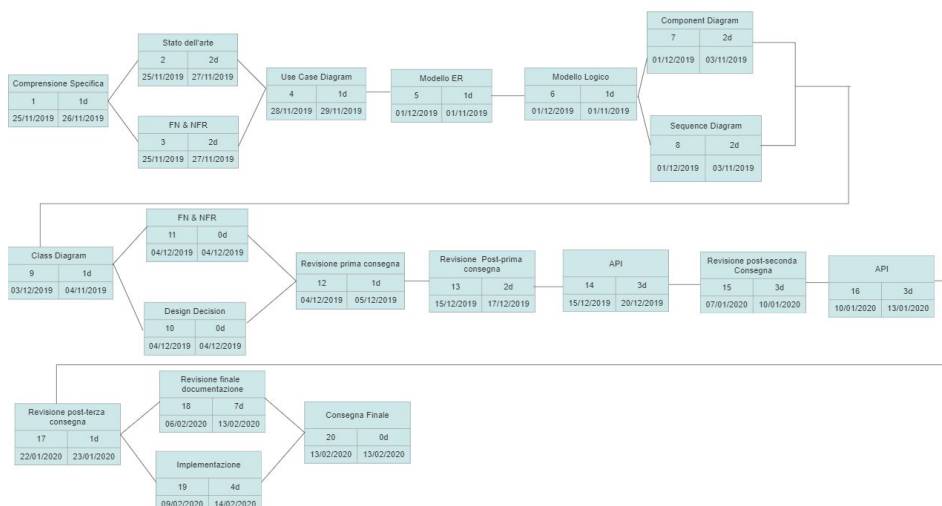 Stato dell'arte
2 2d
25/11/2019 27/11/2019
Component Diagram
7 2d
01/12/2019 03/11/2019
Comprensione Specifica
1 1d
25/11/2019 26/11/2019
Use Case Diagram
4 1d
28/11/2019 29/11/2019
Modello ER
5 1d
01/12/2019 01/11/2019
Modello Logico
6 1d
01/12/2019 01/11/2019
FN & NFR
3 2d
25/11/2019 27/11/2019
Sequence Diagram
8 2d
01/12/2019 03/11/2019
FN & NFR
11 0d
04/12/2019 04/12/2019
Class Diagram
9 1d
03/12/2019 04/11/2019
Design Decision
10 0d
04/12/2019 04/12/2019
Revisione prima consegna
12 1d
04/12/2019 05/12/2019
Revisione Post-prima
consegna
13 2d
15/12/2019 17/12/2019
API
14 3d
15/12/2019 20/12/2019
Revisione post-seconda
Consegna
15 3d
07/01/2020 10/01/2020
API
16 3d
10/01/2020 13/01/2020
Revisione post-terza
consegna
17 1d
22/01/2020 23/01/2020
Revisione finale
documentazione
18 7d
06/02/2020 13/02/2020
Implementazione
19 4d
09/02/2020 14/02/2020
Consegna Finale
20 0d
13/02/2020 13/02/2020